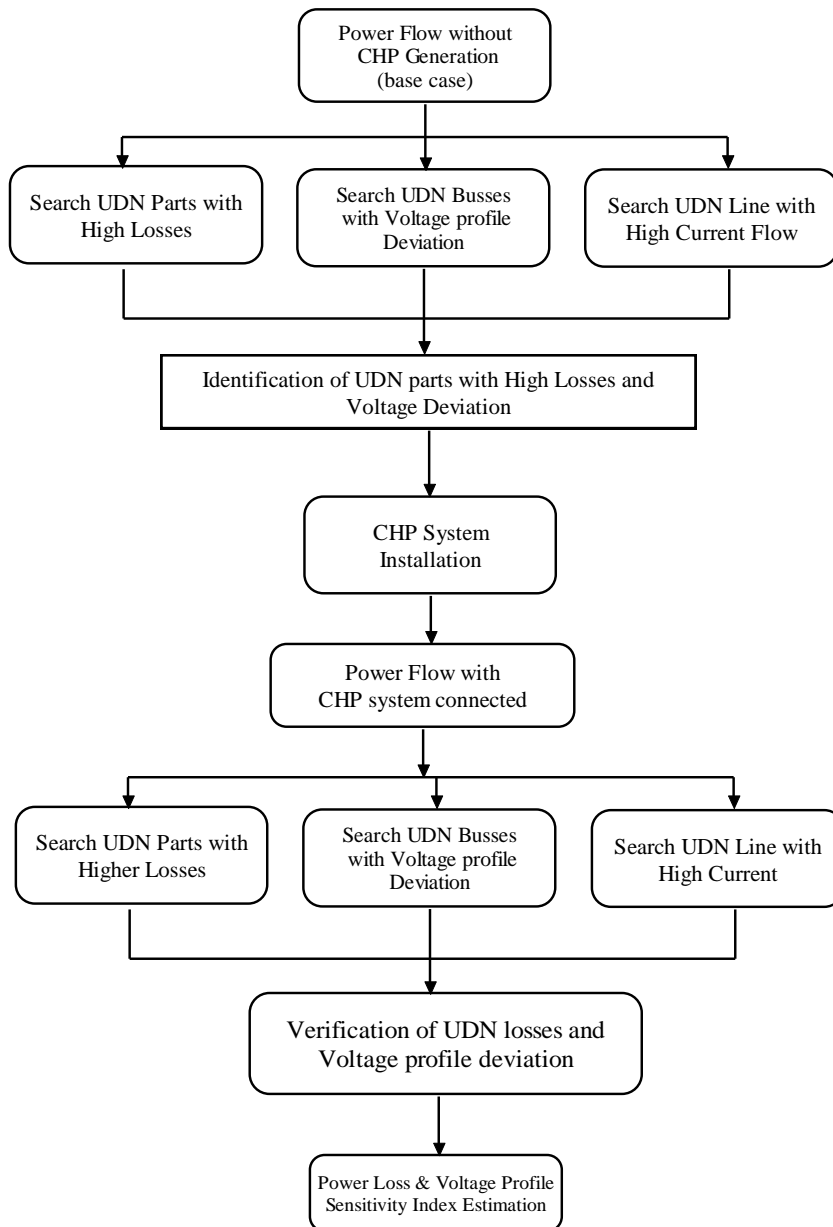 Power Flow without
CHP Generation
(base case)
Search UDN Parts with
High Losses
Search UDN Busses
with Voltage profile
Deviation
Search UDN Line with
High Current Flow
Identification of UDN parts with High Losses and
Voltage Deviation
CHP System
Installation
Power Flow with
CHP system connected
Search UDN Parts with
Higher Losses
Search UDN Busses
with Voltage profile
Deviation
Search UDN Line with
High Current
Verification of UDN losses and
Voltage profile deviation
Power Loss & Voltage Profile
Sensitivity Index Estimation